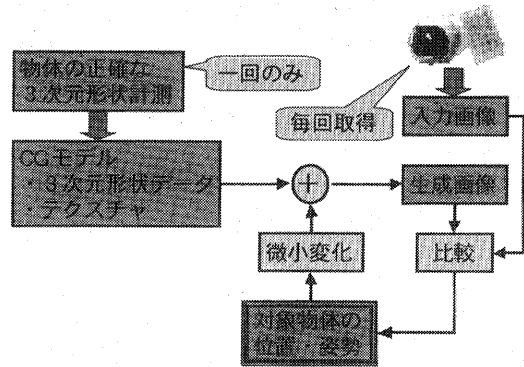 物体の正確な
3次元形状計測
一回のみ
毎回取得
入力画像
CGモデル
・3次元形状データ
・テクスチャ
+
生成画像
微小変化
比較
対象物体の
位置・姿勢